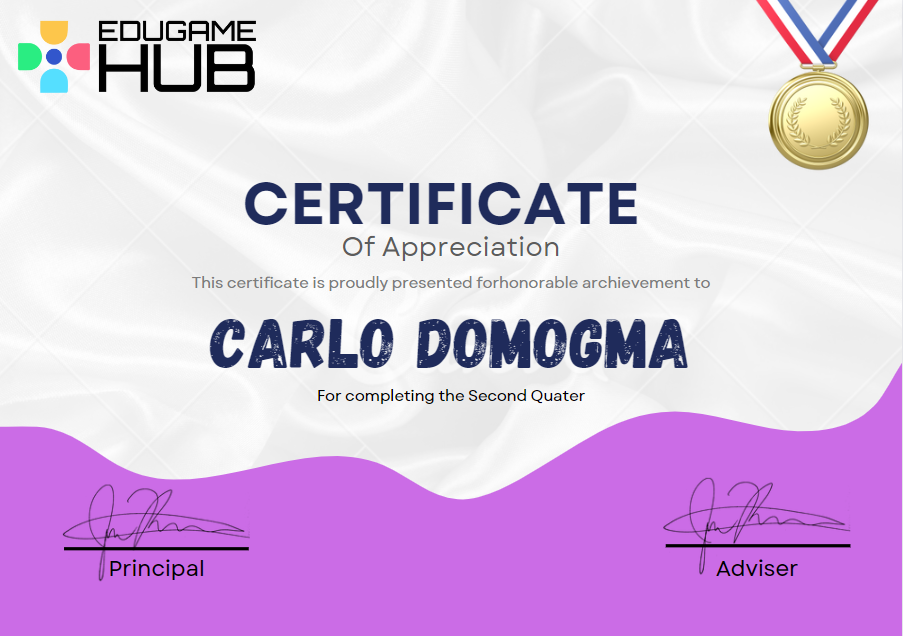 EDUGAME
HUB
CERTIFICATE
Of Appreciation
This certificate is proudly presented forhonorable archievement to
CARLO DOMOGMA
For completing the Second Quater
Principal
Adviser